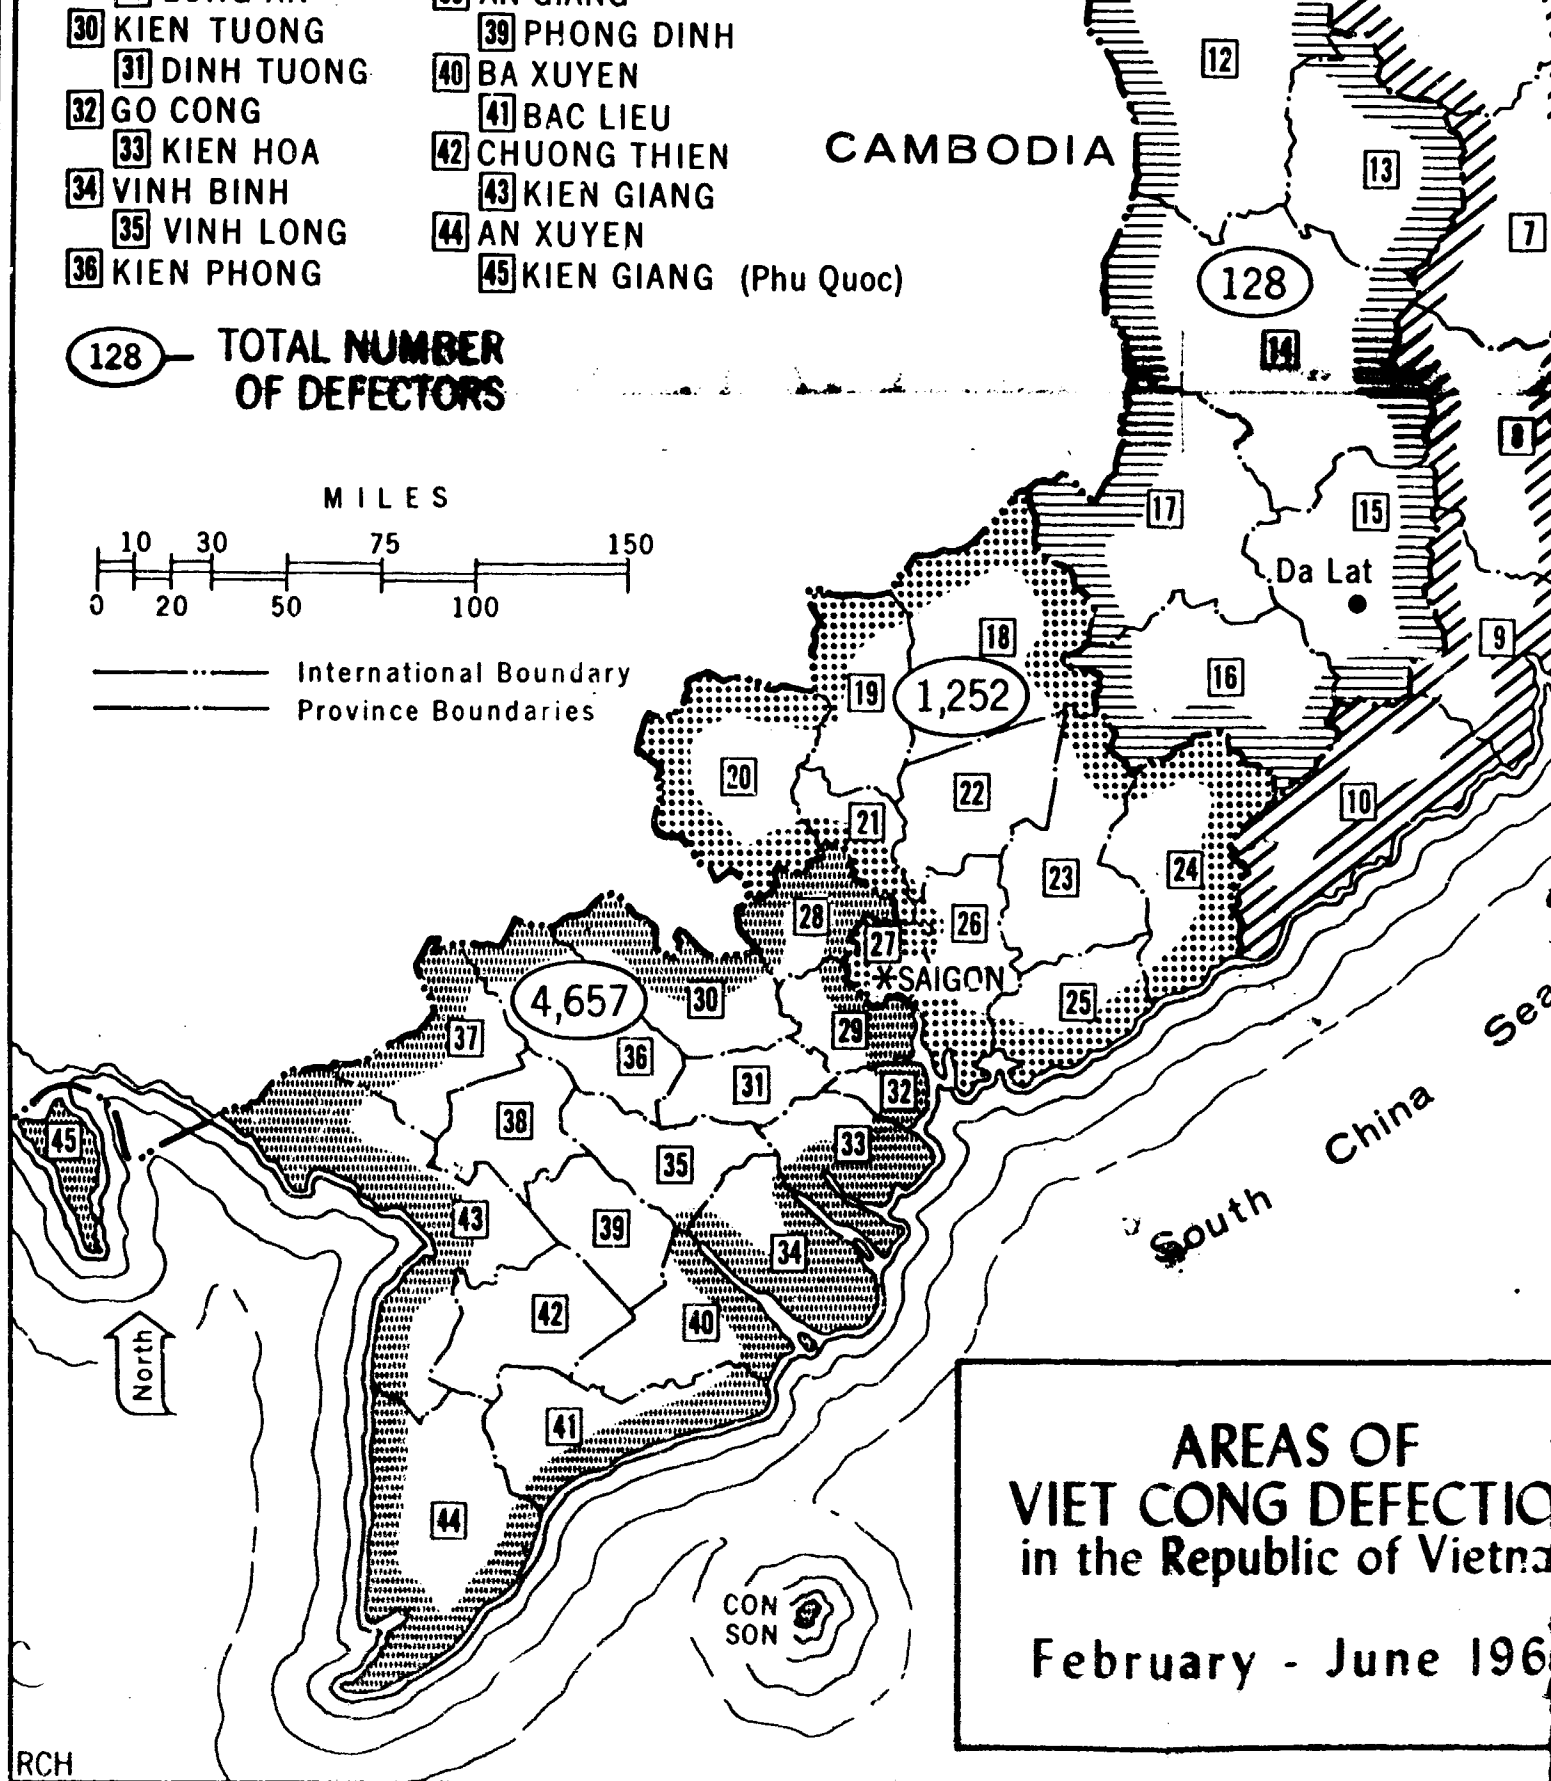 30 KIEN TUONG
31 DINH TUONG
32 GO CONG
33 KIEN HOA
34 VINH BINH
35 VINH LONG
36 KIEN PHONG
AN GIANG
39 PHONG DINH
40 BA XUYEN
41 BAC LIEU
42 CHUONG THIEN
43 KIEN GIANG
44 AN XUYEN
45 KIEN GIANG (Phu Quoc)
128 TOTAL NUMBER
OF DEFECTORS
MILES
10 30 75 150
0 20 50 100
International Boundary
Province Boundaries
CAMBODIA
12
13
7
128
14
8
17
15
Da Lat
9
18
19
1,252
16
20
22
10
21
23
24
28
26
27
SAIGON
25
4,657
30
29
37
36
31
32
38
45
33
35
43
39
34
42
40
41
44
South China Sea
North
CON
SON
AREAS OF
VIET CONG DEFECTIO
in the Republic of Vietna
February - June 196
RCH